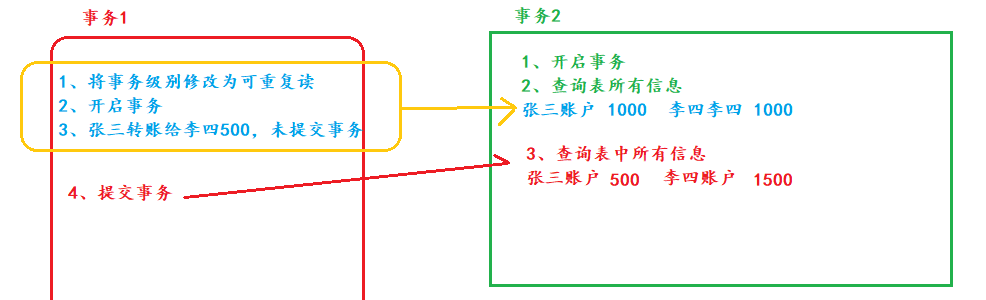 事务1
1、将事务级别修改为可重复读
2、开启事务
3、张三转账给李四500，未提交事务
4、提交事务
事务2
1、开启事务
2、查询表所有信息
张三账户 1000 李四李四 1000
3、查询表中所有信息
张三账户 500 李四账户 1500